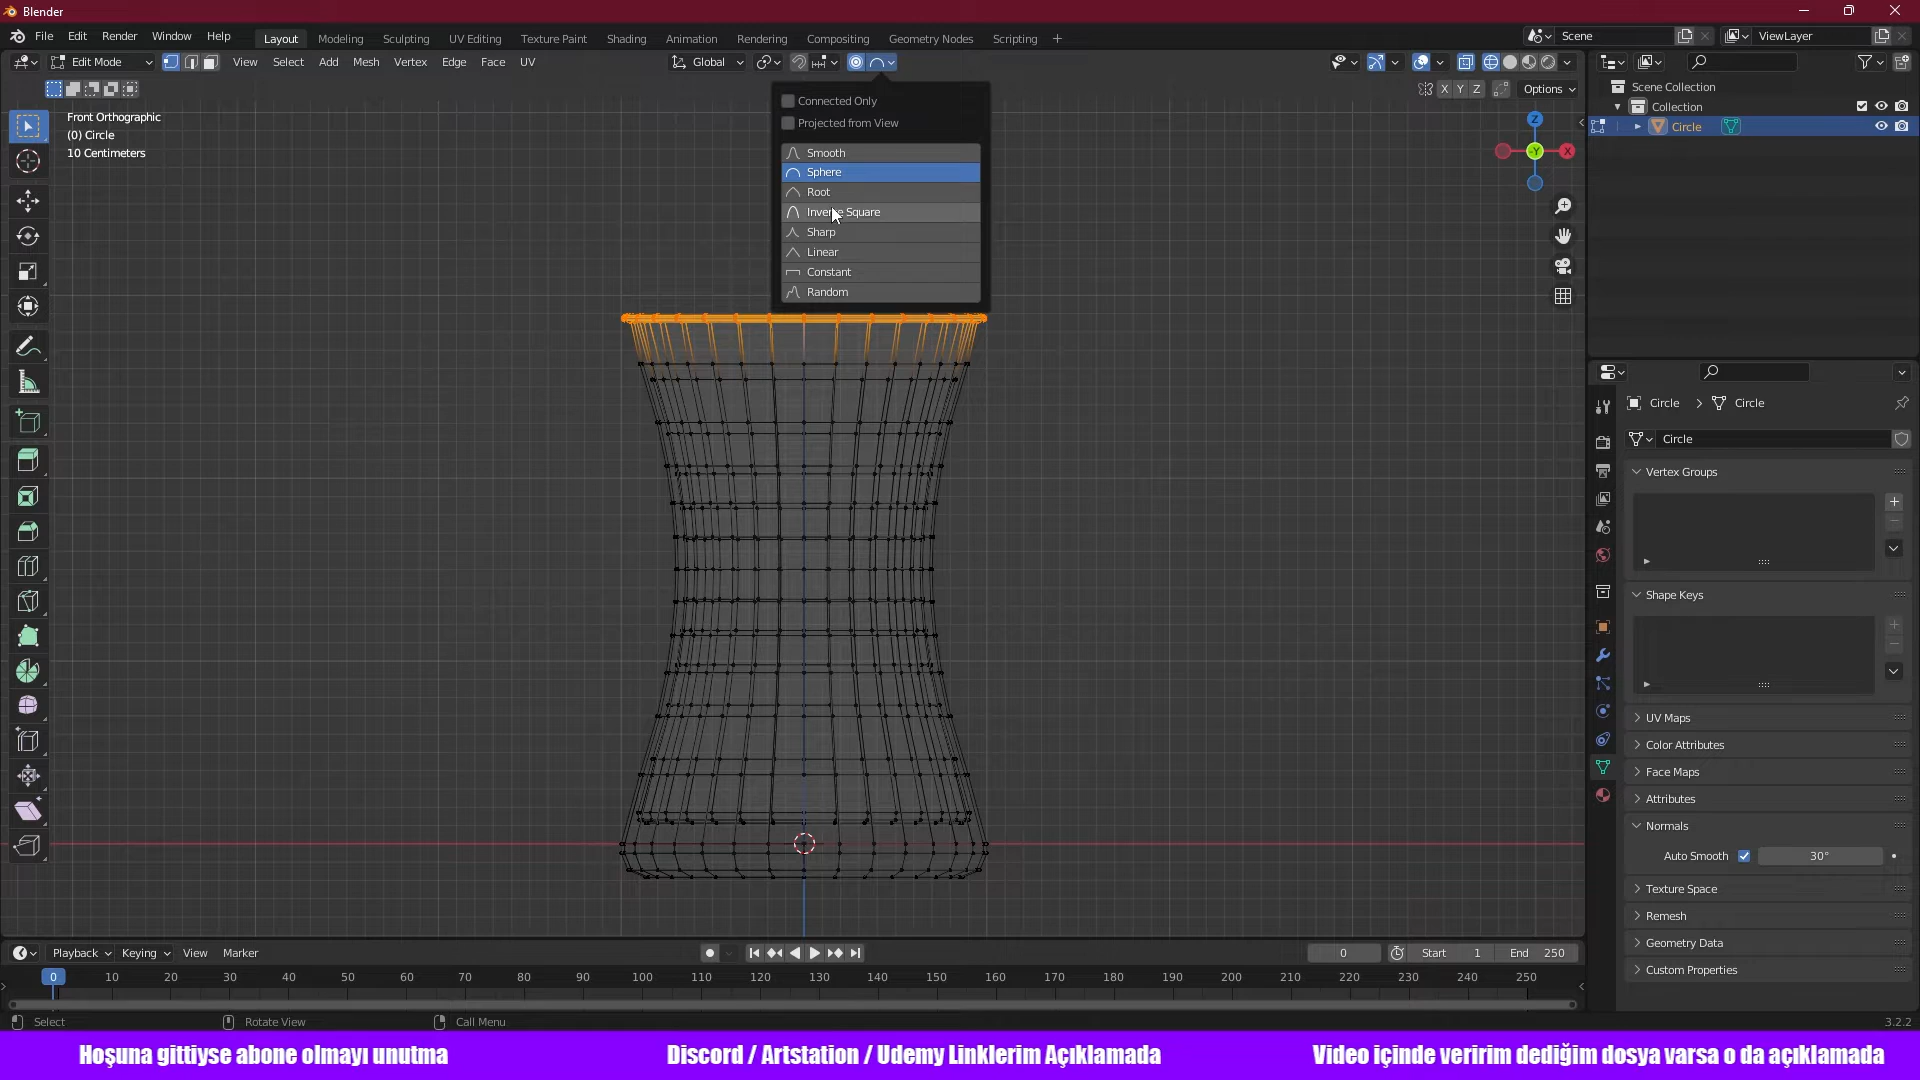 Blender
File Edit Render Window Help
Layout Modeling Sculpting UV Editing Texture Paint Shading Animation Rendering Compositing Geometry Nodes Scripting +
Scene
ViewLayer
Edit Mode
View Select Add Mesh Vertex Edge Face UV
Global
X Y Z Options
Front Orthographic
(0) Circle
10 Centimeters
Connected Only
Projected from View
Smooth
Sphere
Root
Inverse Square
Sharp
Linear
Constant
Random
Z
-Y
X
Scene Collection
Collection
Circle
Circle > Circle
Circle
Vertex Groups
Shape Keys
UV Maps
Color Attributes
Face Maps
Attributes
Normals
Auto Smooth 30°
Texture Space
Remesh
Geometry Data
Custom Properties
Playback Keying View Marker
0 Start 1 End 250
0 10 20 30 40 50 60 70 80 90 100 110 120 130 140 150 160 170 180 190 200 210 220 230 240 250
Select Rotate View Call Menu
3.2.2
Hoşuna gittiyse abone olmayı unutma
Discord / Artstation / Udemy Linklerim Açıklamada
Video içinde veririm dediğim dosya varsa o da açıklamada